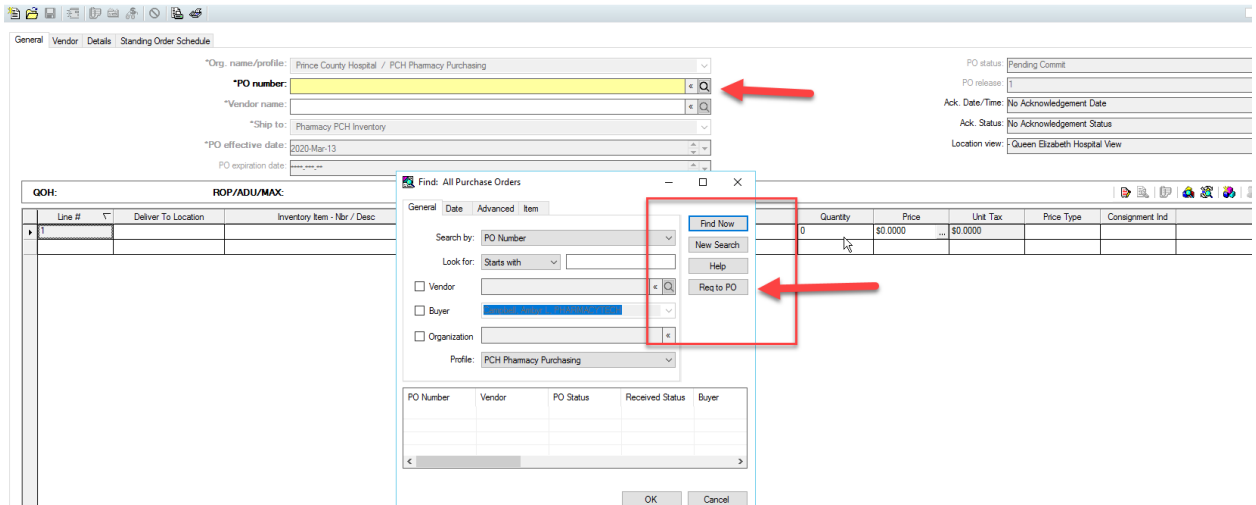 General Vendor Details Standing Order Schedule
*Org. name/profile: Prince County Hospital / PCH Pharmacy Purchasing
*PO number:
*Vendor name:
*Ship to: Pharmacy PCH Inventory
*PO effective date: 2020-Mar-13
PO expiration date: ----.---.--
PO status: Pending Commit
PO release: 1
Ack. Date/Time: No Acknowledgement Date
Ack. Status: No Acknowledgement Status
Location view: - Queen Elizabeth Hospital View
QOH: ROP/ADU/MAX:
Line # Deliver To Location Inventory Item - Nbr / Desc Quantity Price Unit Tax Price Type Consignment Ind
1 0 $0.0000 ... $0.0000
Find: All Purchase Orders
General Date Advanced Item
Search by: PO Number
Look for: Starts with
Vendor
Buyer
Organization
Profile: PCH Pharmacy Purchasing
Find Now
New Search
Help
Req to PO
PO Number Vendor PO Status Received Status Buyer
OK Cancel